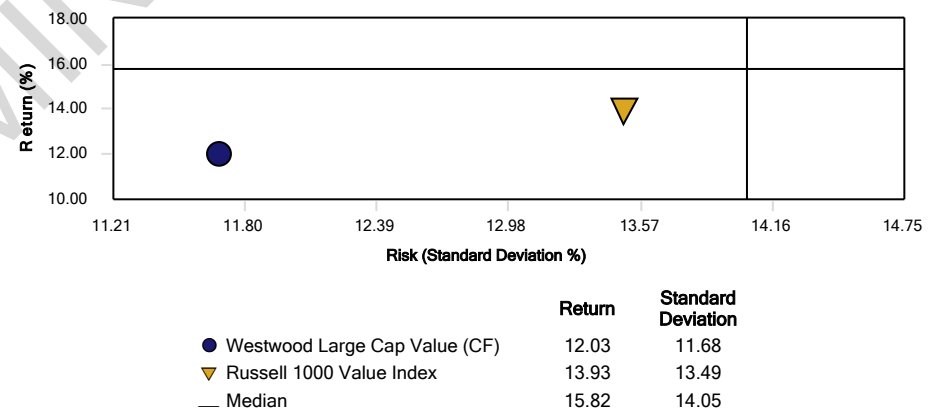 18.00
16.00
14.00
12.00
10.00
Return (%)
11.21 11.80 12.39 12.98 13.57 14.16 14.75
Risk (Standard Deviation %)
Return Standard Deviation
Westwood Large Cap Value (CF) 12.03 11.68
Russell 1000 Value Index 13.93 13.49
Median 15.82 14.05